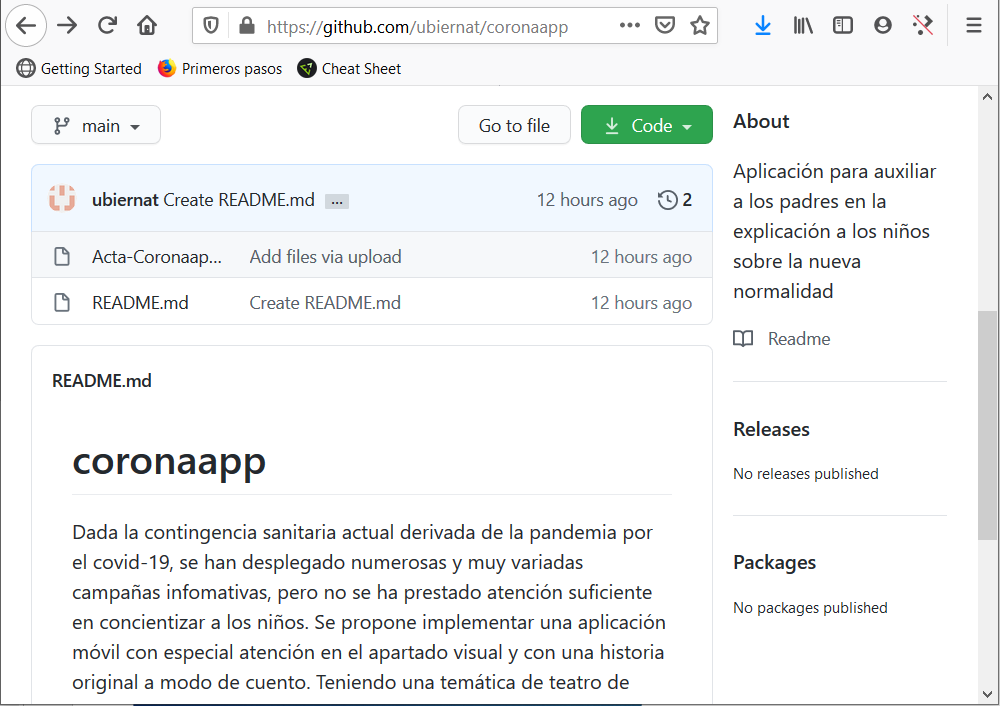 https://github.com/ubiernat/coronaapp
Getting Started Primeros pasos Cheat Sheet
main Go to file Code
ubiernat Create README.md ... 12 hours ago 2
Acta-Coronaap... Add files via upload 12 hours ago
README.md Create README.md 12 hours ago
README.md
coronaapp
Dada la contingencia sanitaria actual derivada de la pandemia por
el covid-19, se han desplegado numerosas y muy variadas
campañas infomativas, pero no se ha prestado atención suficiente
en concientizar a los niños. Se propone implementar una aplicación
móvil con especial atención en el apartado visual y con una historia
original a modo de cuento. Teniendo una temática de teatro de
About
Aplicación para auxiliar
a los padres en la
explicación a los niños
sobre la nueva
normalidad
Readme
Releases
No releases published
Packages
No packages published